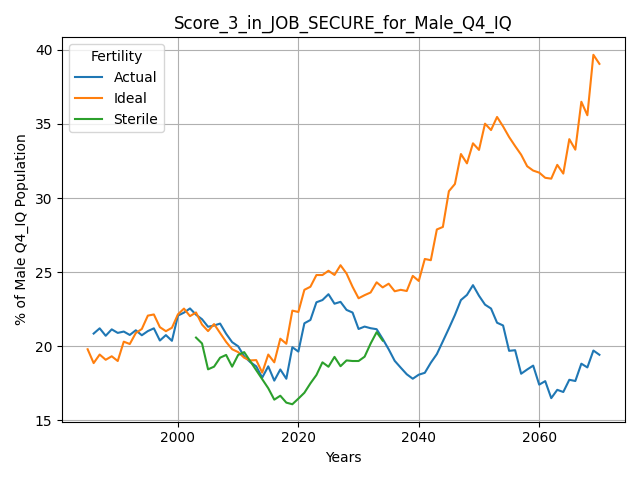 Score_3_in_JOB_SECURE_for_Male_Q4_IQ
Fertility
Actual
Ideal
Sterile
% of Male Q4_IQ Population
40
35
30
25
20
15
2000
2020
2040
2060
Years